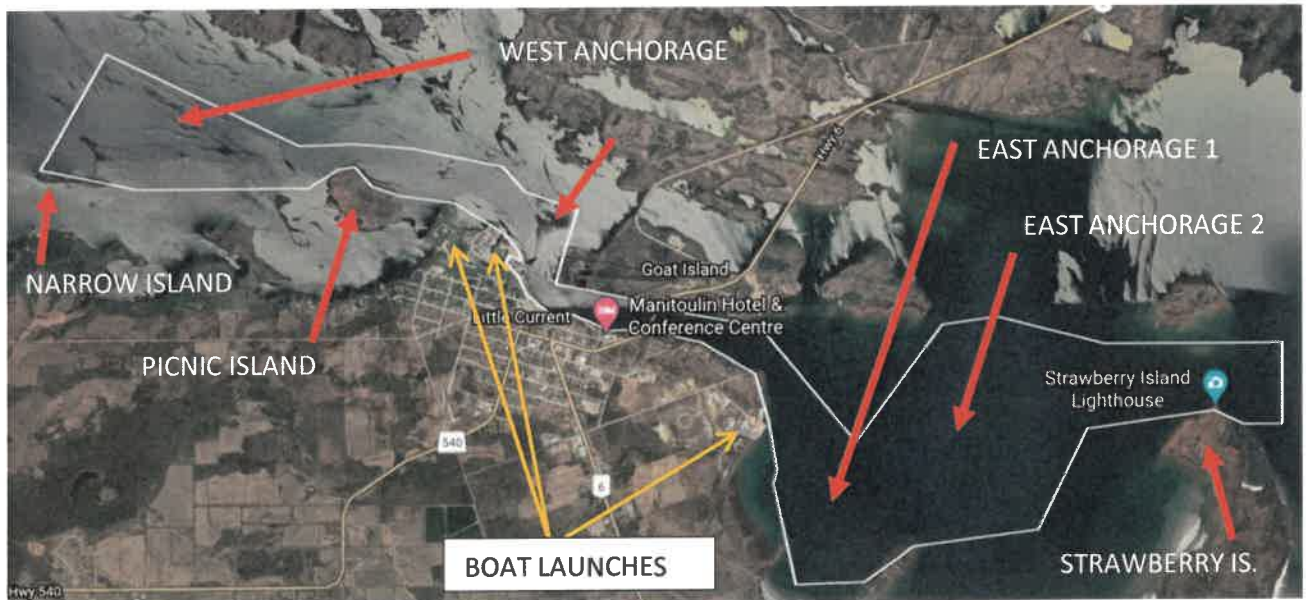 WEST ANCHORAGE
EAST ANCHORAGE 1
Hwy 6
EAST ANCHORAGE 2
Goat Island
NARROW ISLAND
Manitoulin Hotel &
Conference Centre
Little Current
PICNIC ISLAND
Strawberry Island
Lighthouse
540
6
BOAT LAUNCHES
STRAWBERRY IS.
Hwy 540